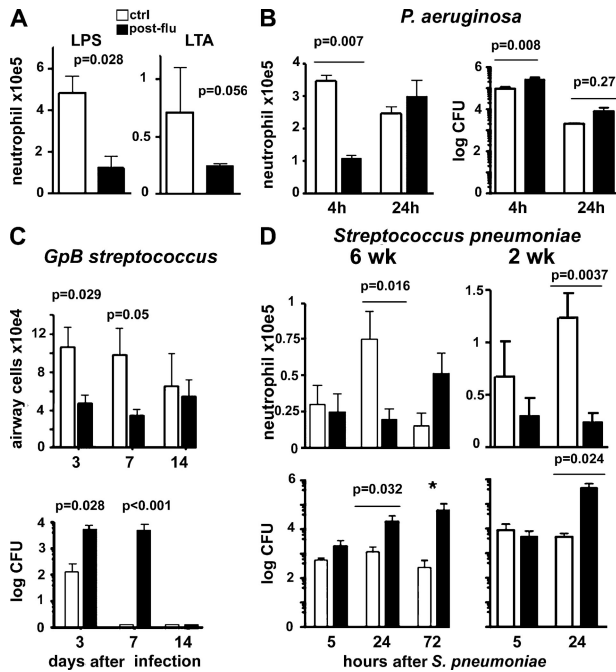 A
ctrl
post-flu
LPS
LTA
p=0.028
p=0.056
neutrophil x10e5
6
4
2
0
1
0.5
0
B
P. aeruginosa
p=0.007
neutrophil x10e5
4
3
2
1
0
4h
24h
p=0.008
p=0.27
log CFU
6
4
2
0
4h
24h
C
GpB streptococcus
p=0.029
p=0.05
airway cells x10e4
12
8
4
0
3
7
14
p=0.028
p<0.001
log CFU
4
2
0
3
7
14
days after infection
D
Streptococcus pneumoniae
6 wk
2 wk
p=0.016
neutrophil x10e5
1
0.75
0.5
0.25
0
p=0.0037
1.5
1
0.5
0
p=0.032
*
log CFU
6
4
2
0
5
24
72
p=0.024
5
24
hours after S. pneumoniae